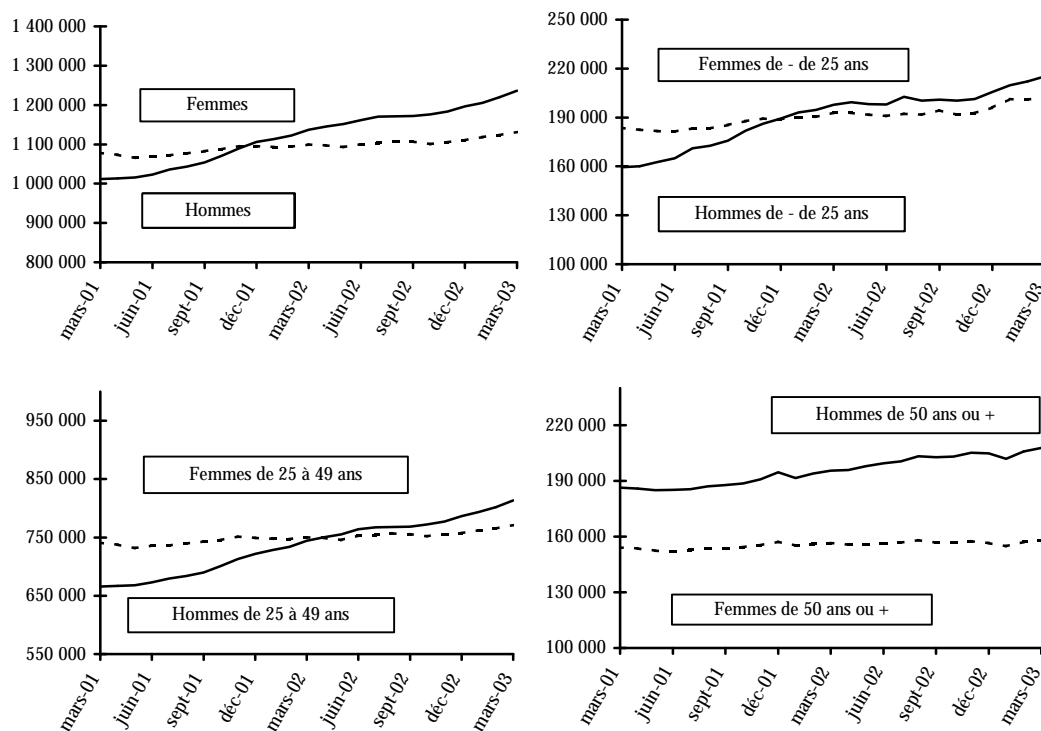 1 400 000
1 300 000
1 200 000
1 100 000
1 000 000
900 000
800 000
Femmes
Hommes
mars-01
juin-01
sept-01
déc-01
mars-02
juin-02
sept-02
déc-02
mars-03
250 000
220 000
190 000
160 000
130 000
100 000
Femmes de - de 25 ans
Hommes de - de 25 ans
mars-01
juin-01
sept-01
déc-01
mars-02
juin-02
sept-02
déc-02
mars-03
950 000
850 000
750 000
650 000
550 000
Femmes de 25 à 49 ans
Hommes de 25 à 49 ans
mars-01
juin-01
sept-01
déc-01
mars-02
juin-02
sept-02
déc-02
mars-03
220 000
190 000
160 000
130 000
100 000
Hommes de 50 ans ou +
Femmes de 50 ans ou +
mars-01
juin-01
sept-01
déc-01
mars-02
juin-02
sept-02
déc-02
mars-03